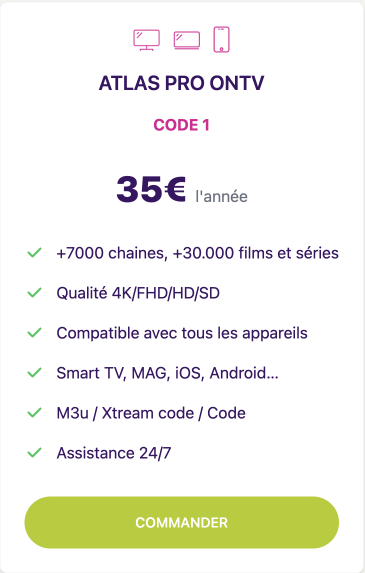 ATLAS PRO ONTV
CODE 1
35€ l'année
+7000 chaines, +30.000 films et séries
Qualité 4K/FHD/HD/SD
Compatible avec tous les appareils
Smart TV, MAG, iOS, Android...
M3u / Xtream code / Code
Assistance 24/7
COMMANDER